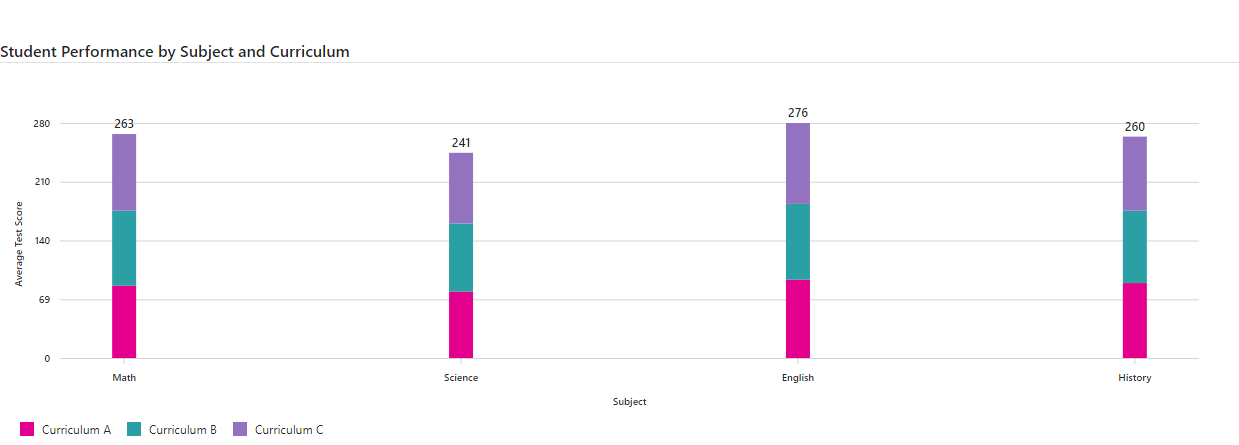 Student Performance by Subject and Curriculum
263
241
276
260
280
210
140
69
0
Average Test Score
Math
Science
English
History
Subject
Curriculum A
Curriculum B
Curriculum C